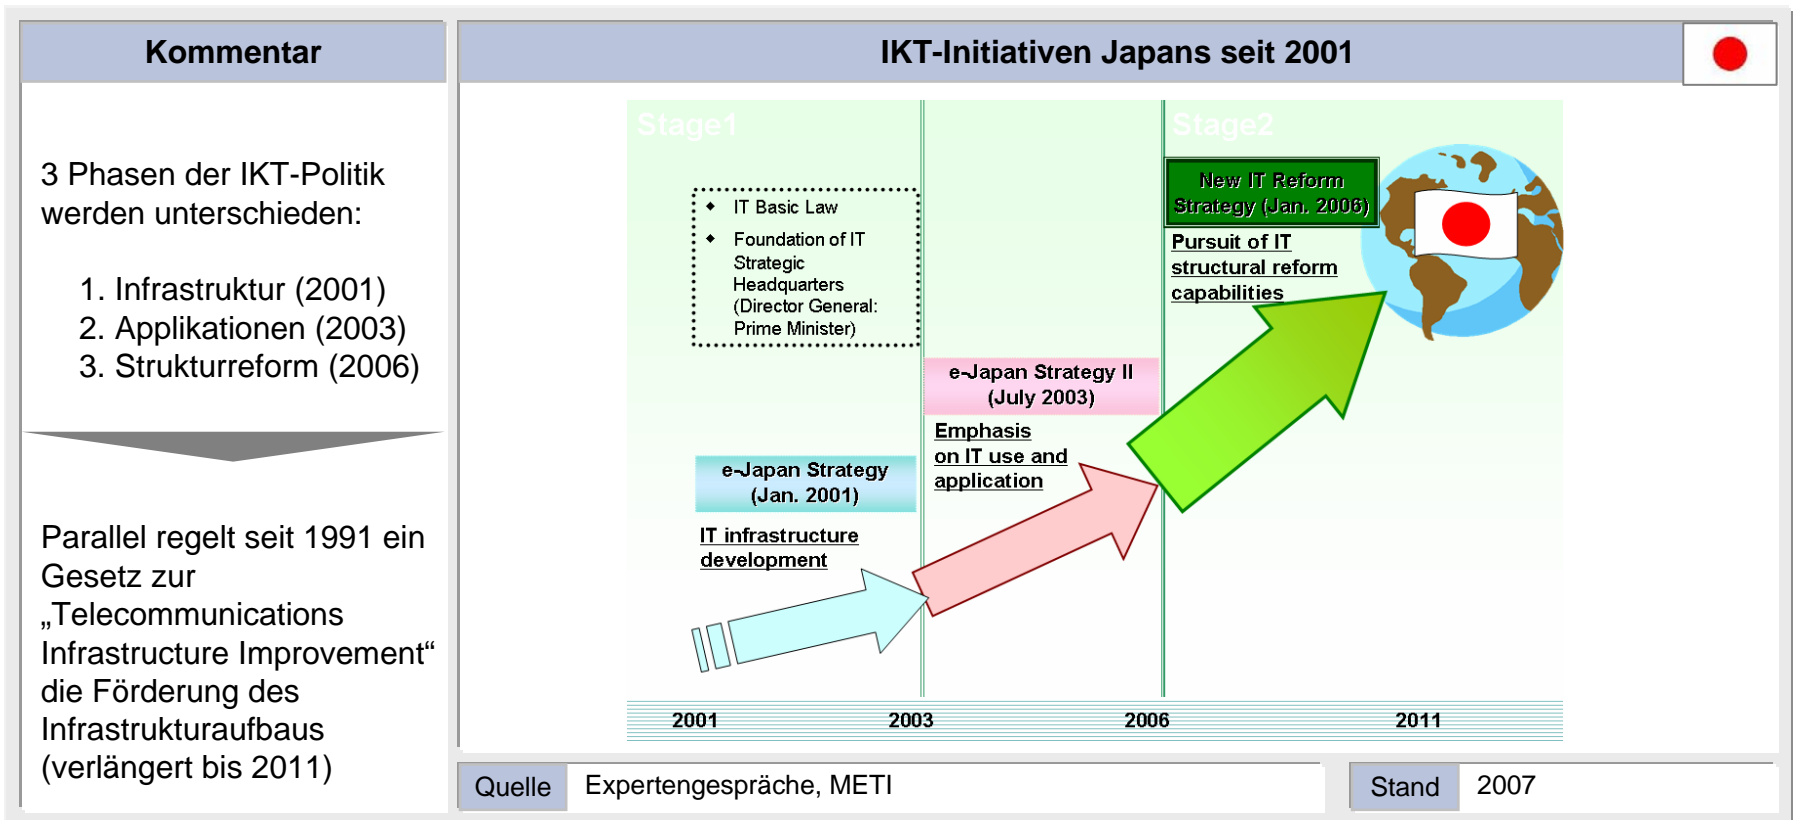 Kommentar
3 Phasen der IKT-Politik
werden unterschieden:
1. Infrastruktur (2001)
2. Applikationen (2003)
3. Strukturreform (2006)
Parallel regelt seit 1991 ein
Gesetz zur
„Telecommunications
Infrastructure Improvement“
die Förderung des
Infrastrukturaufbaus
(verlängert bis 2011)
IKT-Initiativen Japans seit 2001
Stage1
Stage2
◆ IT Basic Law
◆ Foundation of IT
Strategic
Headquarters
(Director General:
Prime Minister)
New IT Reform
Strategy (Jan. 2006)
Pursuit of IT
structural reform
capabilities
e-Japan Strategy II
(July 2003)
Emphasis
on IT use and
application
e-Japan Strategy
(Jan. 2001)
IT infrastructure
development
2001 2003 2006 2011
Quelle Expertengespräche, METI
Stand 2007